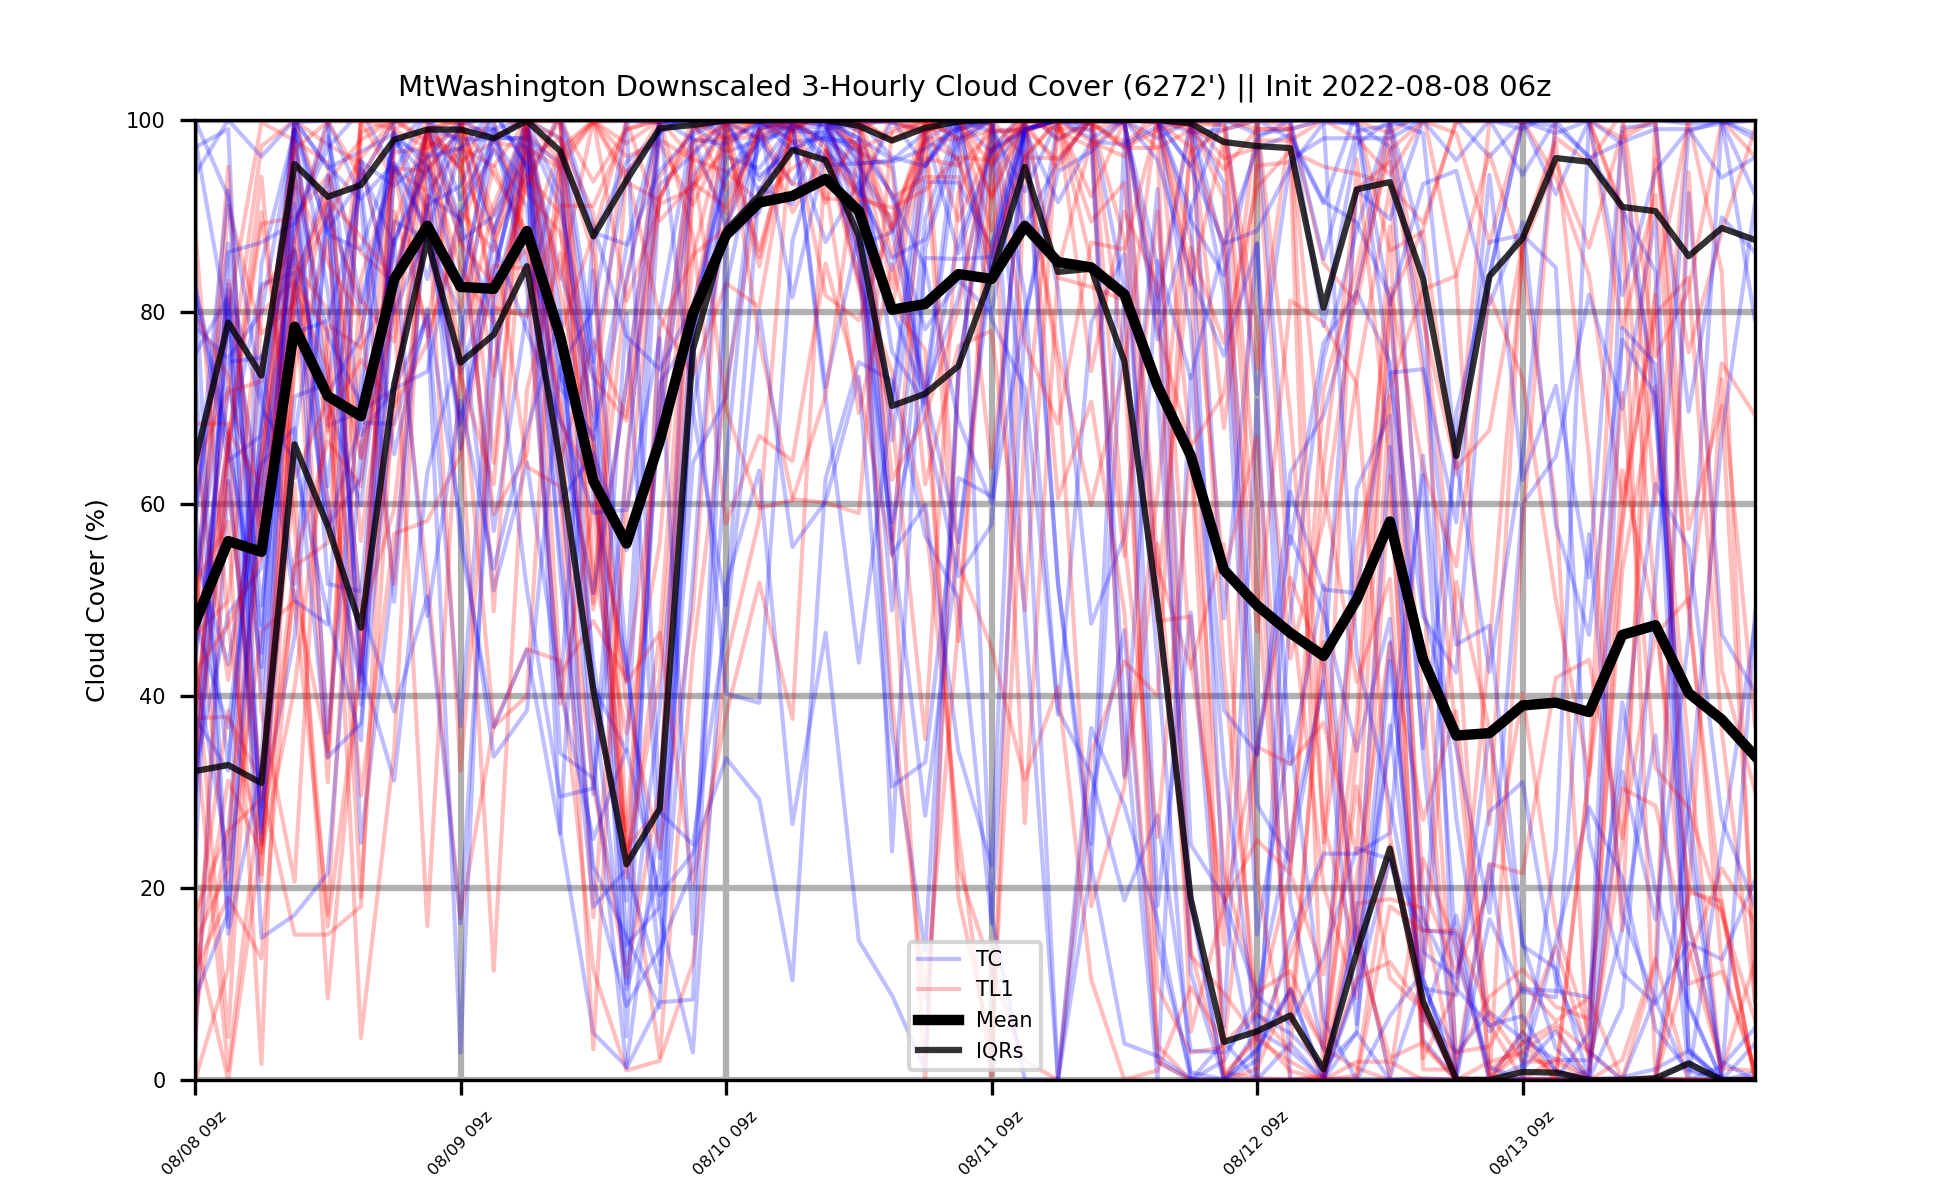 MtWashington Downscaled 3-Hourly Cloud Cover (6272') || Init 2022-08-08 06z
Cloud Cover (%)
100
80
60
40
20
0
TC
TL1
Mean
IQRs
08/08 09z
08/09 09z
08/10 09z
08/11 09z
08/12 09z
08/13 09z